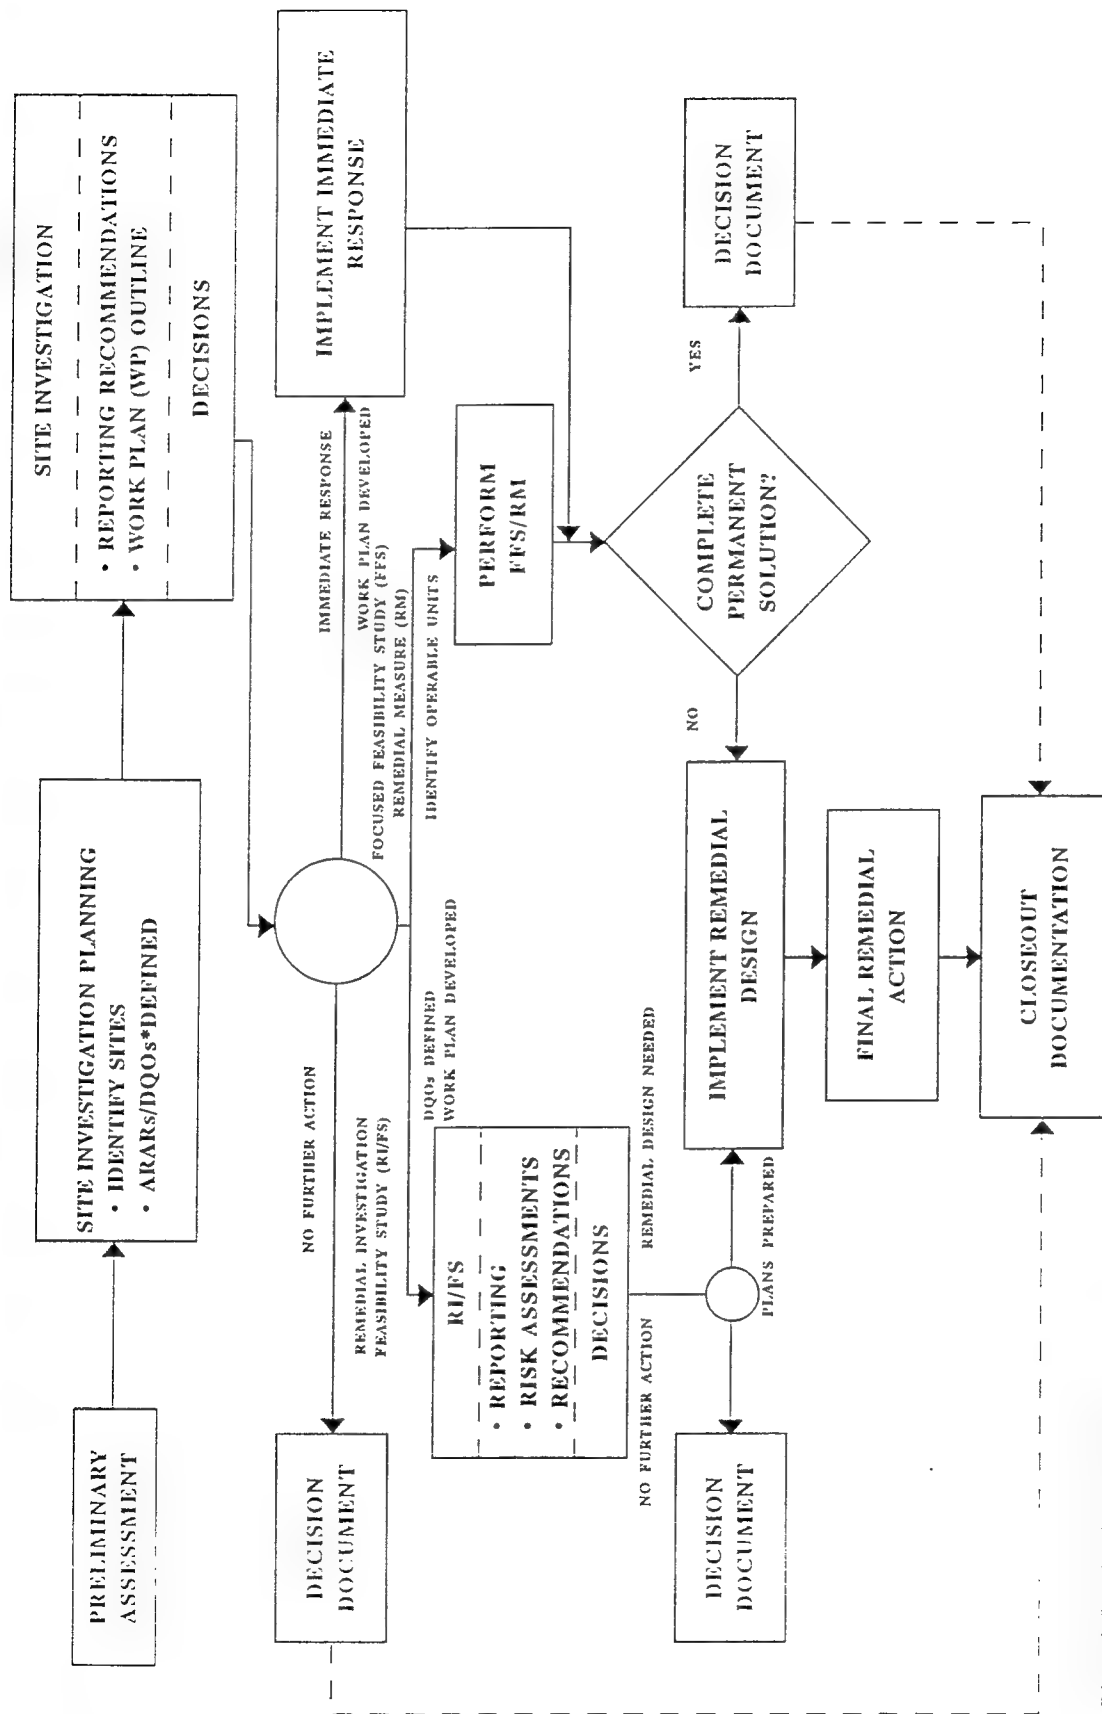 PRELIMINARY
ASSESSMENT
SITE INVESTIGATION PLANNING
• IDENTIFY SITES
• ARARs/DQOs*DEFINED
SITE INVESTIGATION
• REPORTING RECOMMENDATIONS
• WORK PLAN (WP) OUTLINE
DECISIONS
NO FURTHER ACTION
IMMEDIATE RESPONSE
WORK PLAN DEVELOPED
DECISION
DOCUMENT
IMPLEMENT IMMEDIATE
RESPONSE
REMEDIAL INVESTIGATION
FEASIBILITY STUDY (RI/FS)
FOCUSED FEASIBILITY STUDY (FFS)
REMEDIAL MEASURE (RM)
DQOs DEFINED
WORK PLAN DEVELOPED
IDENTIFY OPERABLE UNITS
RI/FS
• REPORTING
• RISK ASSESSMENTS
• RECOMMENDATIONS
DECISIONS
PERFORM
FFS/RM
NO FURTHER ACTION
REMEDIAL DESIGN NEEDED
PLANS PREPARED
COMPLETE
PERMANENT
SOLUTION?
NO
YES
DECISION
DOCUMENT
IMPLEMENT REMEDIAL
DESIGN
DECISION
DOCUMENT
FINAL REMEDIAL
ACTION
CLOSEOUT
DOCUMENTATION